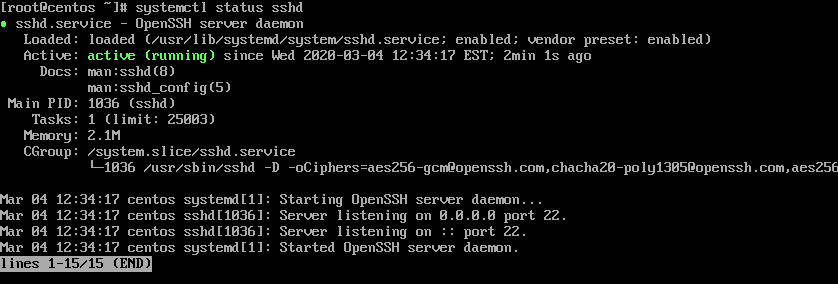 [root@centos ~]# systemctl status sshd
● sshd.service - OpenSSH server daemon
Loaded: loaded (/usr/lib/systemd/system/sshd.service; enabled; vendor preset: enabled)
Active: active (running) since Wed 2020-03-04 12:34:17 EST; 2min 1s ago
Docs: man:sshd(8)
man:sshd_config(5)
Main PID: 1036 (sshd)
Tasks: 1 (limit: 25003)
Memory: 2.1M
CGroup: /system.slice/sshd.service
└─1036 /usr/sbin/sshd -D -oCiphers=aes256-gcm@openssh.com,chacha20-poly1305@openssh.com,aes256
Mar 04 12:34:17 centos systemd[1]: Starting OpenSSH server daemon...
Mar 04 12:34:17 centos sshd[1036]: Server listening on 0.0.0.0 port 22.
Mar 04 12:34:17 centos sshd[1036]: Server listening on :: port 22.
Mar 04 12:34:17 centos systemd[1]: Started OpenSSH server daemon.
lines 1-15/15 (END)